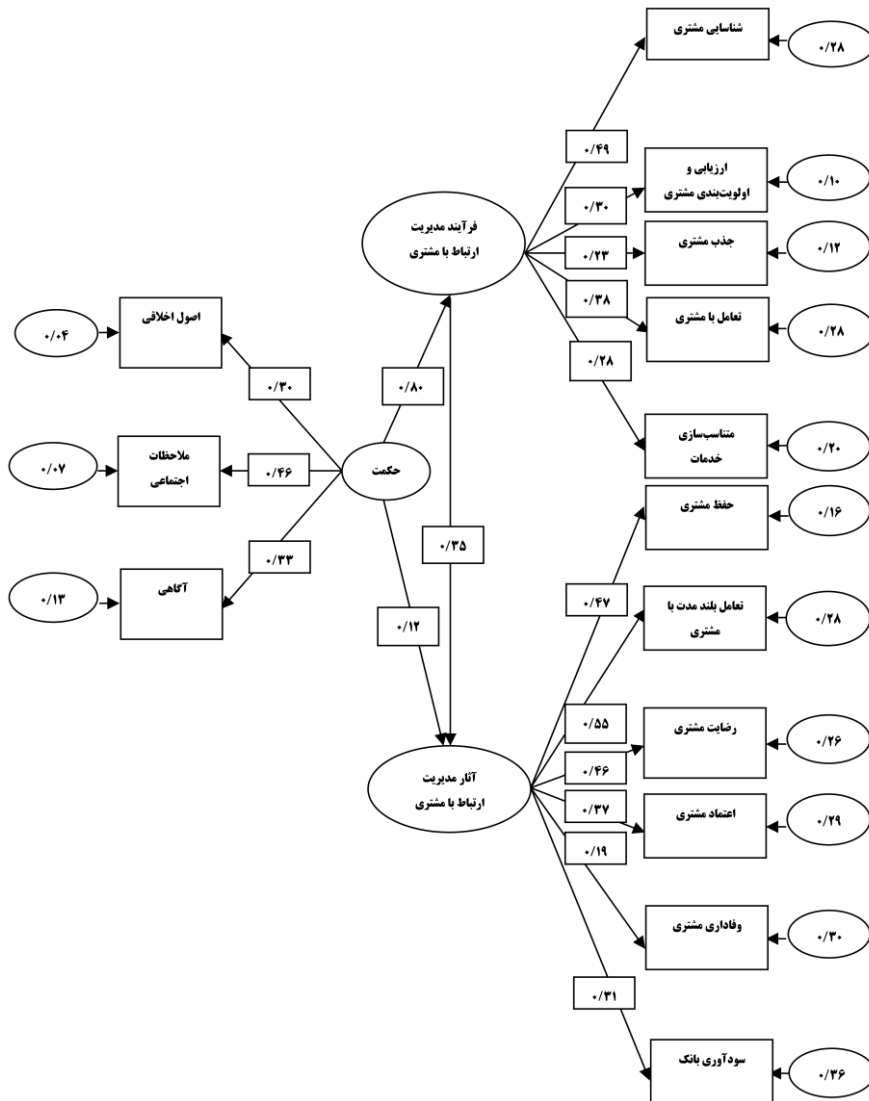 شناسایی مشتری
۰/۲۸
۰/۴۹
ارزیابی و
اولویت‌بندی مشتری
۰/۱۰
۰/۳۰
فرآیند مدیریت
ارتباط با مشتری
جذب مشتری
۰/۱۲
۰/۲۳
۰/۳۸
تعامل با مشتری
۰/۲۸
اصول اخلاقی
۰/۰۴
۰/۲۸
۰/۳۰
۰/۸۰
متناسب‌سازی
خدمات
۰/۲۰
ملاحظات
اجتماعی
۰/۰۷
۰/۴۶
حکمت
حفظ مشتری
۰/۱۶
۰/۳۵
۰/۳۳
آگاهی
۰/۱۳
۰/۴۷
۰/۱۲
تعامل بلند مدت با
مشتری
۰/۲۸
۰/۵۵
رضایت مشتری
۰/۲۶
۰/۴۶
آثار مدیریت
ارتباط با مشتری
۰/۳۷
اعتماد مشتری
۰/۲۹
۰/۱۹
وفاداری مشتری
۰/۳۰
۰/۳۱
سودآوری بانک
۰/۳۶